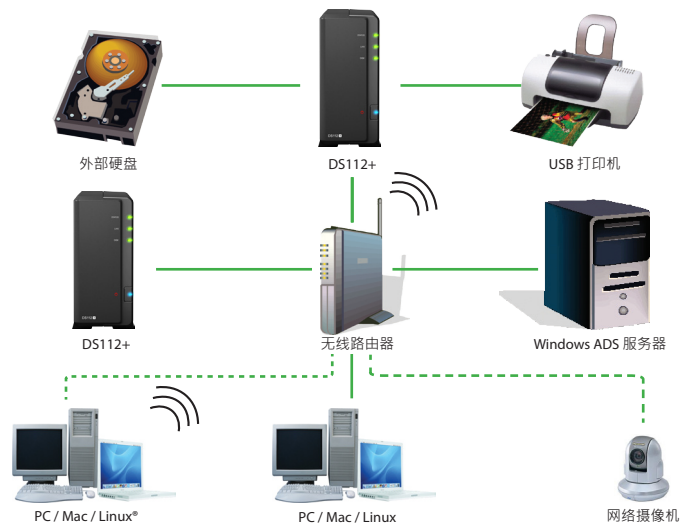 外部硬盘
DS112+
USB 打印机
DS112+
无线路由器
Windows ADS 服务器
PC / Mac / Linux®
PC / Mac / Linux
网络摄像机